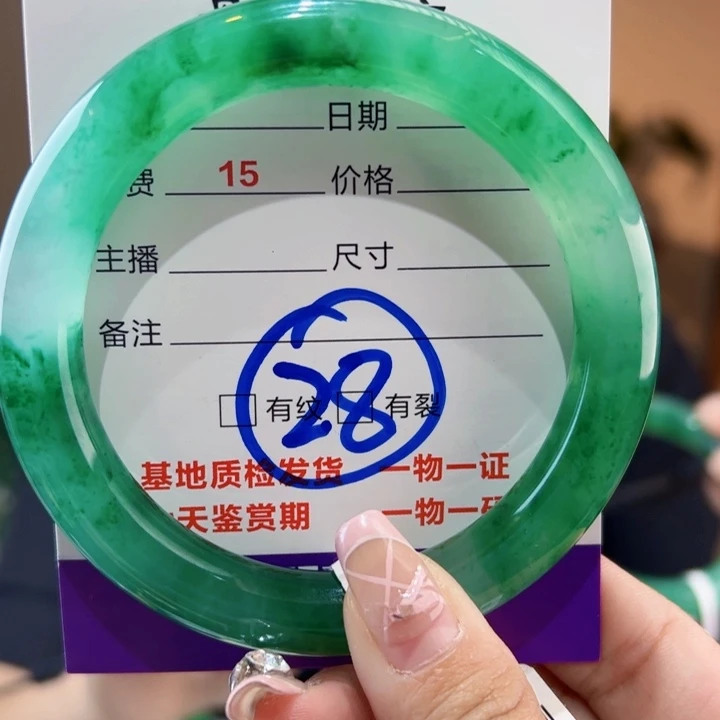 日期
费 15 价格
主播 尺寸
备注
28
有纹 有裂
基地质检发货 一物一证
天鉴赏期 一物一码